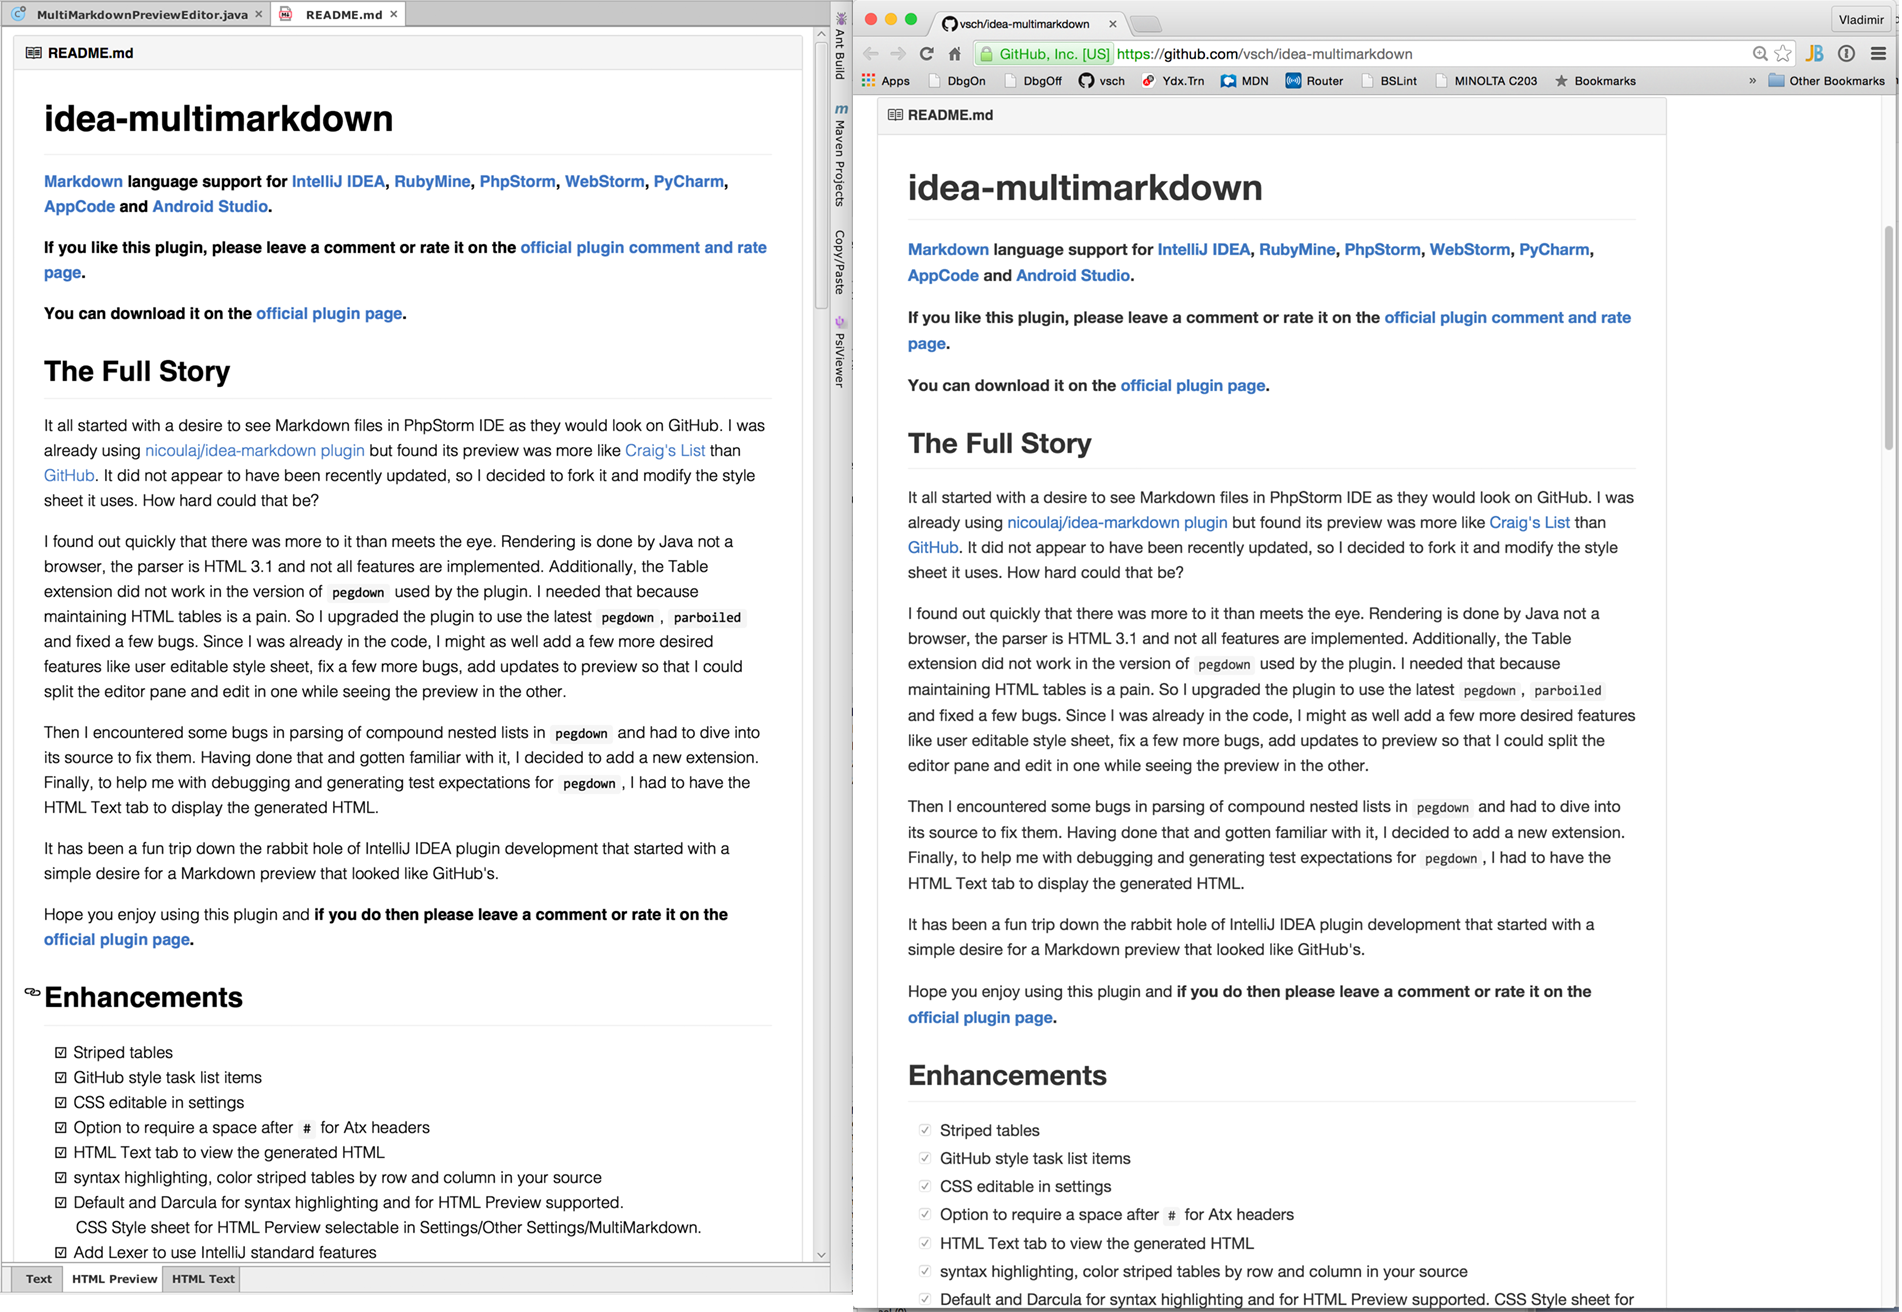 MultiMarkdownPreviewEditor.java
README.md
README.md
idea-multimarkdown
Markdown language support for IntelliJ IDEA, RubyMine, PhpStorm, WebStorm, PyCharm,
AppCode and Android Studio.
If you like this plugin, please leave a comment or rate it on the official plugin comment and rate
page.
You can download it on the official plugin page.
The Full Story
It all started with a desire to see Markdown files in PhpStorm IDE as they would look on GitHub. I was
already using nicoulaj/idea-markdown plugin but found its preview was more like Craig's List than
GitHub. It did not appear to have been recently updated, so I decided to fork it and modify the style
sheet it uses. How hard could that be?
I found out quickly that there was more to it than meets the eye. Rendering is done by Java not a
browser, the parser is HTML 3.1 and not all features are implemented. Additionally, the Table
extension did not work in the version of pegdown used by the plugin. I needed that because
maintaining HTML tables is a pain. So I upgraded the plugin to use the latest pegdown, parboiled
and fixed a few bugs. Since I was already in the code, I might as well add a few more desired
features like user editable style sheet, fix a few more bugs, add updates to preview so that I could
split the editor pane and edit in one while seeing the preview in the other.
Then I encountered some bugs in parsing of compound nested lists in pegdown and had to dive into
its source to fix them. Having done that and gotten familiar with it, I decided to add a new extension.
Finally, to help me with debugging and generating test expectations for pegdown, I had to have the
HTML Text tab to display the generated HTML.
It has been a fun trip down the rabbit hole of IntelliJ IDEA plugin development that started with a
simple desire for a Markdown preview that looked like GitHub's.
Hope you enjoy using this plugin and if you do then please leave a comment or rate it on the
official plugin page.
Enhancements
Striped tables
GitHub style task list items
CSS editable in settings
Option to require a space after # for Atx headers
HTML Text tab to view the generated HTML
syntax highlighting, color striped tables by row and column in your source
Default and Darcula for syntax highlighting and for HTML Preview supported.
CSS Style sheet for HTML Perview selectable in Settings/Other Settings/MultiMarkdown.
Add Lexer to use IntelliJ standard features
Text HTML Preview HTML Text
Ant Build
m Maven Projects
Copy/Paste
PsiViewer
vsch/idea-multimarkdown
Vladimir
GitHub, Inc. [US] https://github.com/vsch/idea-multimarkdown
JB
Apps DbgOn DbgOff vsch Ydx.Trn MDN Router BSLint MINOLTA C203 Bookmarks » Other Bookmarks
README.md
idea-multimarkdown
Markdown language support for IntelliJ IDEA, RubyMine, PhpStorm, WebStorm, PyCharm,
AppCode and Android Studio.
If you like this plugin, please leave a comment or rate it on the official plugin comment and rate
page.
You can download it on the official plugin page.
The Full Story
It all started with a desire to see Markdown files in PhpStorm IDE as they would look on GitHub. I was
already using nicoulaj/idea-markdown plugin but found its preview was more like Craig's List than
GitHub. It did not appear to have been recently updated, so I decided to fork it and modify the style
sheet it uses. How hard could that be?
I found out quickly that there was more to it than meets the eye. Rendering is done by Java not a
browser, the parser is HTML 3.1 and not all features are implemented. Additionally, the Table
extension did not work in the version of pegdown used by the plugin. I needed that because
maintaining HTML tables is a pain. So I upgraded the plugin to use the latest pegdown, parboiled
and fixed a few bugs. Since I was already in the code, I might as well add a few more desired features
like user editable style sheet, fix a few more bugs, add updates to preview so that I could split the
editor pane and edit in one while seeing the preview in the other.
Then I encountered some bugs in parsing of compound nested lists in pegdown and had to dive into
its source to fix them. Having done that and gotten familiar with it, I decided to add a new extension.
Finally, to help me with debugging and generating test expectations for pegdown, I had to have the
HTML Text tab to display the generated HTML.
It has been a fun trip down the rabbit hole of IntelliJ IDEA plugin development that started with a
simple desire for a Markdown preview that looked like GitHub's.
Hope you enjoy using this plugin and if you do then please leave a comment or rate it on the
official plugin page.
Enhancements
Striped tables
GitHub style task list items
CSS editable in settings
Option to require a space after # for Atx headers
HTML Text tab to view the generated HTML
syntax highlighting, color striped tables by row and column in your source
Default and Darcula for syntax highlighting and for HTML Preview supported. CSS Style sheet for